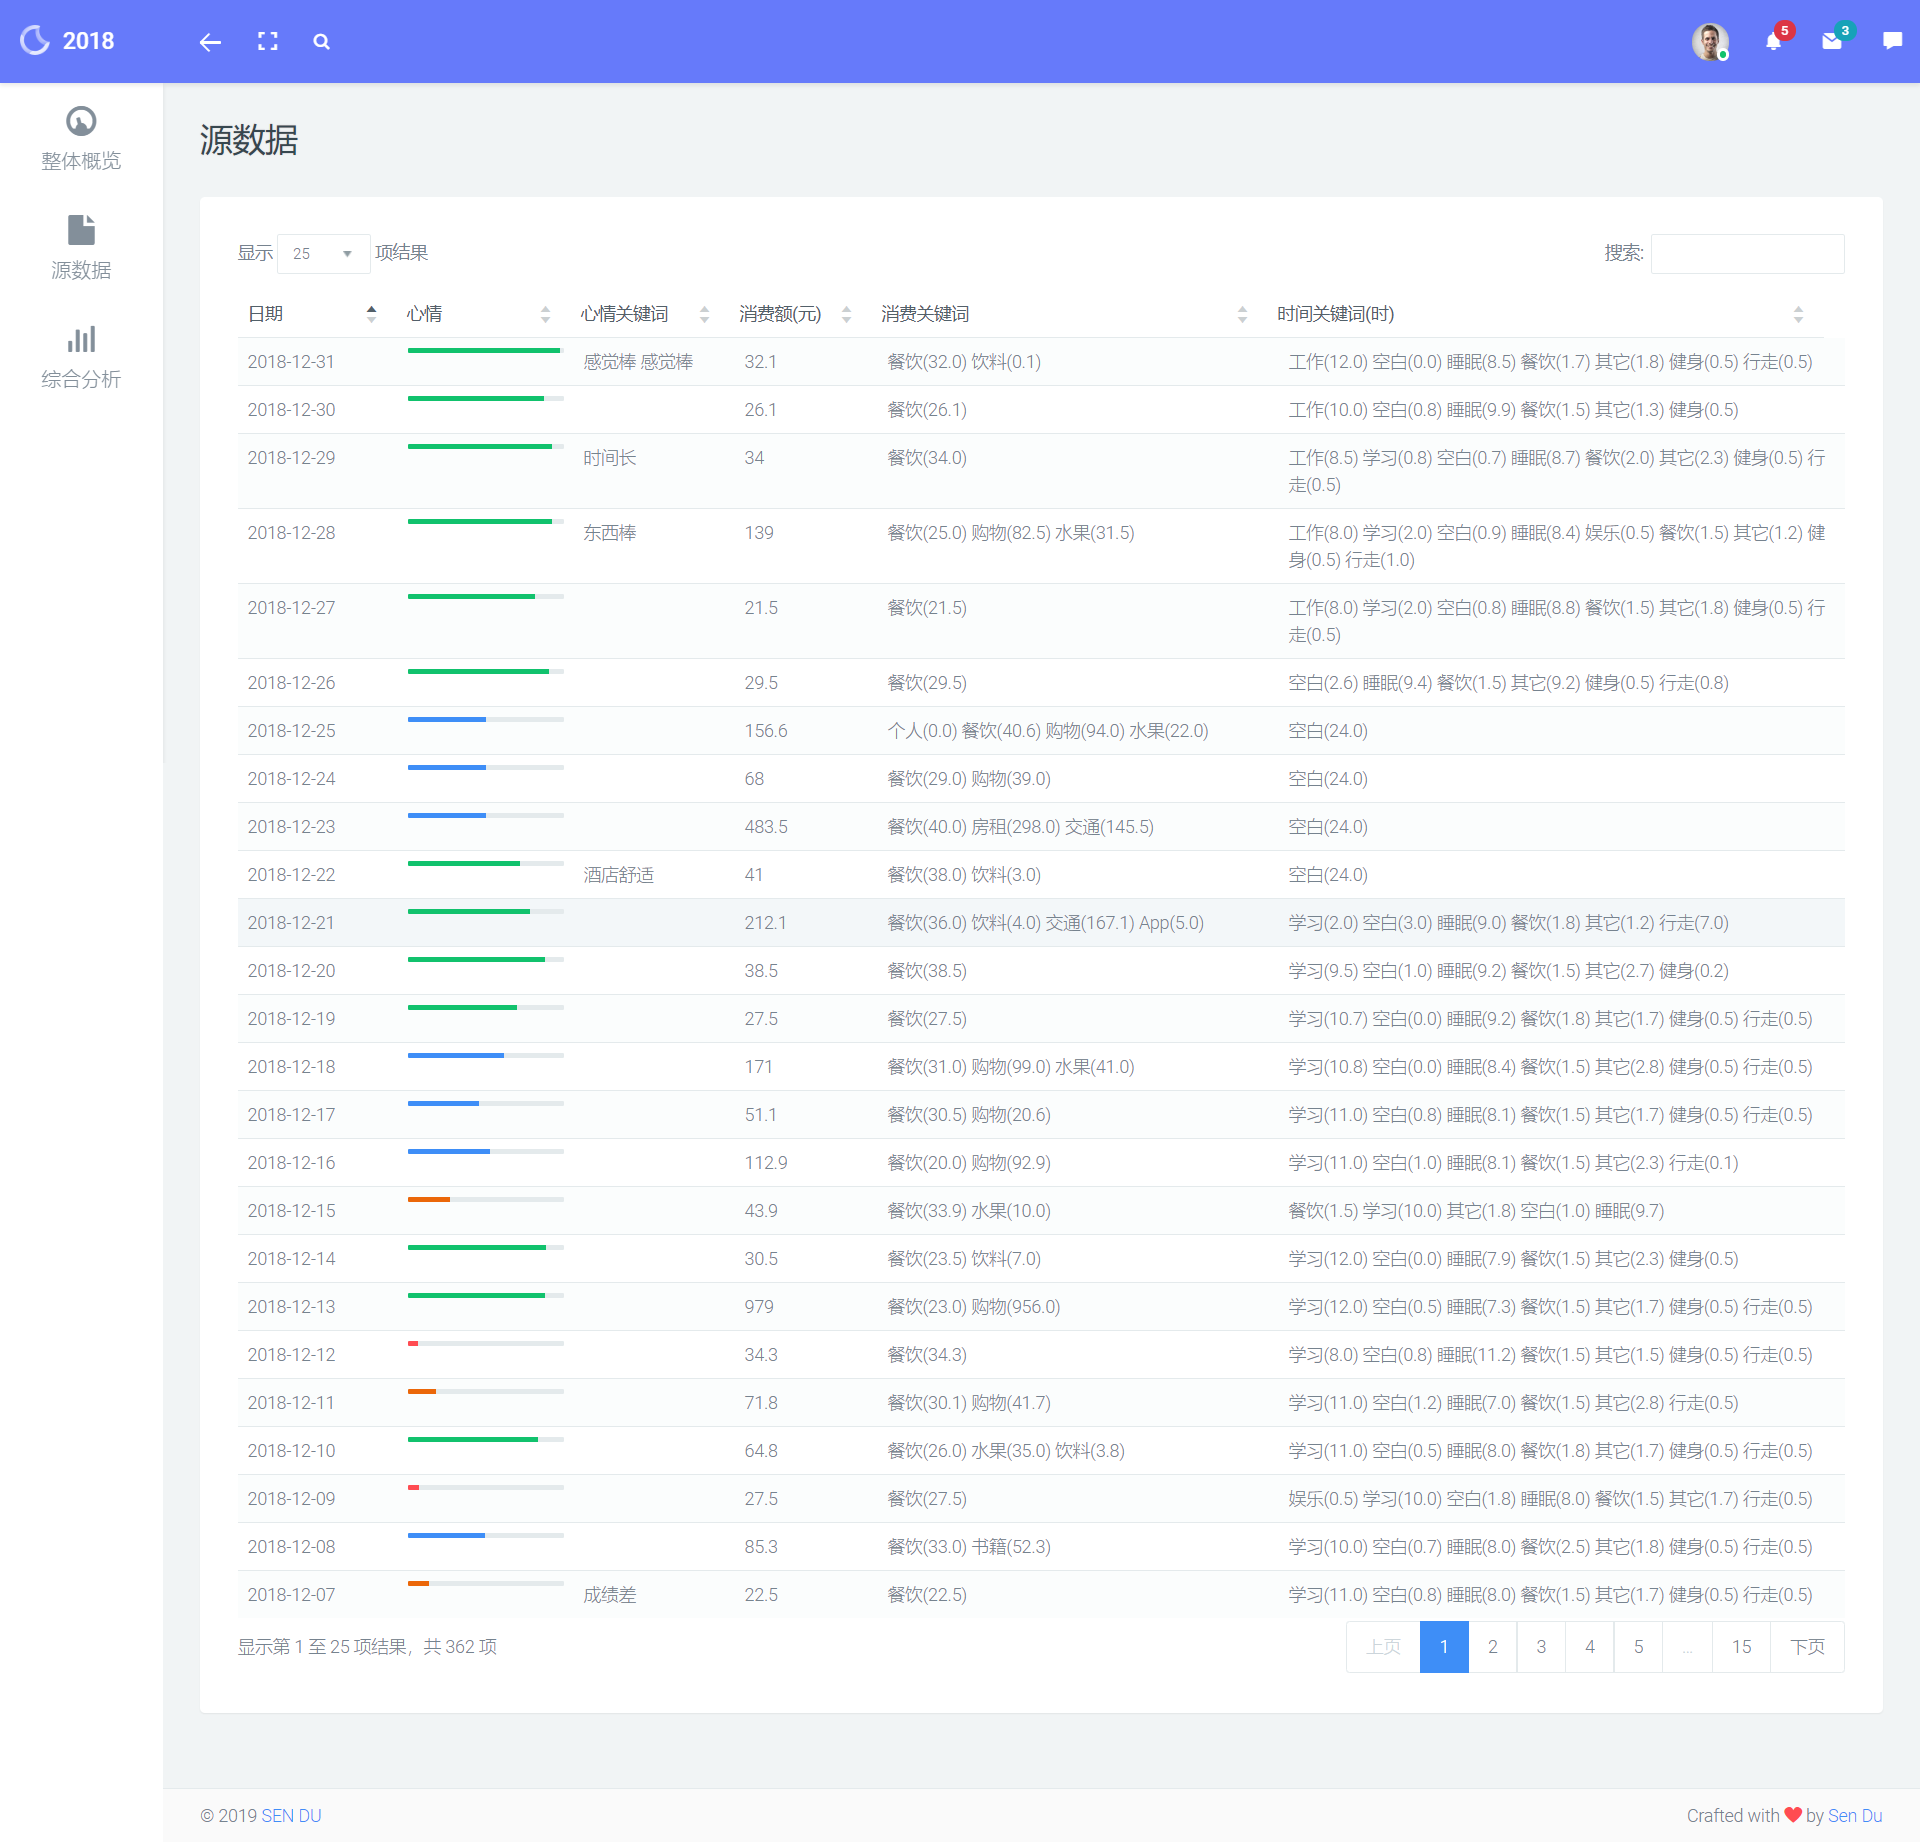 2018
5
3
整体概览
源数据
综合分析
源数据
显示 25 项结果
搜索:
日期 心情 心情关键词 消费额(元) 消费关键词 时间关键词(时)
2018-12-31 感觉棒 感觉棒 32.1 餐饮(32.0) 饮料(0.1) 工作(12.0) 空白(0.0) 睡眠(8.5) 餐饮(1.7) 其它(1.8) 健身(0.5) 行走(0.5)
2018-12-30 26.1 餐饮(26.1) 工作(10.0) 空白(0.8) 睡眠(9.9) 餐饮(1.5) 其它(1.3) 健身(0.5)
2018-12-29 时间长 34 餐饮(34.0) 工作(8.5) 学习(0.8) 空白(0.7) 睡眠(8.7) 餐饮(2.0) 其它(2.3) 健身(0.5) 行
走(0.5)
2018-12-28 东西棒 139 餐饮(25.0) 购物(82.5) 水果(31.5) 工作(8.0) 学习(2.0) 空白(0.9) 睡眠(8.4) 娱乐(0.5) 餐饮(1.5) 其它(1.2) 健
身(0.5) 行走(1.0)
2018-12-27 21.5 餐饮(21.5) 工作(8.0) 学习(2.0) 空白(0.8) 睡眠(8.8) 餐饮(1.5) 其它(1.8) 健身(0.5) 行
走(0.5)
2018-12-26 29.5 餐饮(29.5) 空白(2.6) 睡眠(9.4) 餐饮(1.5) 其它(9.2) 健身(0.5) 行走(0.8)
2018-12-25 156.6 个人(0.0) 餐饮(40.6) 购物(94.0) 水果(22.0) 空白(24.0)
2018-12-24 68 餐饮(29.0) 购物(39.0) 空白(24.0)
2018-12-23 483.5 餐饮(40.0) 房租(298.0) 交通(145.5) 空白(24.0)
2018-12-22 酒店舒适 41 餐饮(38.0) 饮料(3.0) 空白(24.0)
2018-12-21 212.1 餐饮(36.0) 饮料(4.0) 交通(167.1) App(5.0) 学习(2.0) 空白(3.0) 睡眠(9.0) 餐饮(1.8) 其它(1.2) 行走(7.0)
2018-12-20 38.5 餐饮(38.5) 学习(9.5) 空白(1.0) 睡眠(9.2) 餐饮(1.5) 其它(2.7) 健身(0.2)
2018-12-19 27.5 餐饮(27.5) 学习(10.7) 空白(0.0) 睡眠(9.2) 餐饮(1.8) 其它(1.7) 健身(0.5) 行走(0.5)
2018-12-18 171 餐饮(31.0) 购物(99.0) 水果(41.0) 学习(10.8) 空白(0.0) 睡眠(8.4) 餐饮(1.5) 其它(2.8) 健身(0.5) 行走(0.5)
2018-12-17 51.1 餐饮(30.5) 购物(20.6) 学习(11.0) 空白(0.8) 睡眠(8.1) 餐饮(1.5) 其它(1.7) 健身(0.5) 行走(0.5)
2018-12-16 112.9 餐饮(20.0) 购物(92.9) 学习(11.0) 空白(1.0) 睡眠(8.1) 餐饮(1.5) 其它(2.3) 行走(0.1)
2018-12-15 43.9 餐饮(33.9) 水果(10.0) 餐饮(1.5) 学习(10.0) 其它(1.8) 空白(1.0) 睡眠(9.7)
2018-12-14 30.5 餐饮(23.5) 饮料(7.0) 学习(12.0) 空白(0.0) 睡眠(7.9) 餐饮(1.5) 其它(2.3) 健身(0.5)
2018-12-13 979 餐饮(23.0) 购物(956.0) 学习(12.0) 空白(0.5) 睡眠(7.3) 餐饮(1.5) 其它(1.7) 健身(0.5) 行走(0.5)
2018-12-12 34.3 餐饮(34.3) 学习(8.0) 空白(0.8) 睡眠(11.2) 餐饮(1.5) 其它(1.5) 健身(0.5) 行走(0.5)
2018-12-11 71.8 餐饮(30.1) 购物(41.7) 学习(11.0) 空白(1.2) 睡眠(7.0) 餐饮(1.5) 其它(2.8) 行走(0.5)
2018-12-10 64.8 餐饮(26.0) 水果(35.0) 饮料(3.8) 学习(11.0) 空白(0.5) 睡眠(8.0) 餐饮(1.8) 其它(1.7) 健身(0.5) 行走(0.5)
2018-12-09 27.5 餐饮(27.5) 娱乐(0.5) 学习(10.0) 空白(1.8) 睡眠(8.0) 餐饮(1.5) 其它(1.7) 行走(0.5)
2018-12-08 85.3 餐饮(33.0) 书籍(52.3) 学习(10.0) 空白(0.7) 睡眠(8.0) 餐饮(2.5) 其它(1.8) 健身(0.5) 行走(0.5)
2018-12-07 成绩差 22.5 餐饮(22.5) 学习(11.0) 空白(0.8) 睡眠(8.0) 餐饮(1.5) 其它(1.7) 健身(0.5) 行走(0.5)
显示第 1 至 25 项结果，共 362 项
上页 1 2 3 4 5 … 15 下页
© 2019 SEN DU
Crafted with ❤ by Sen Du